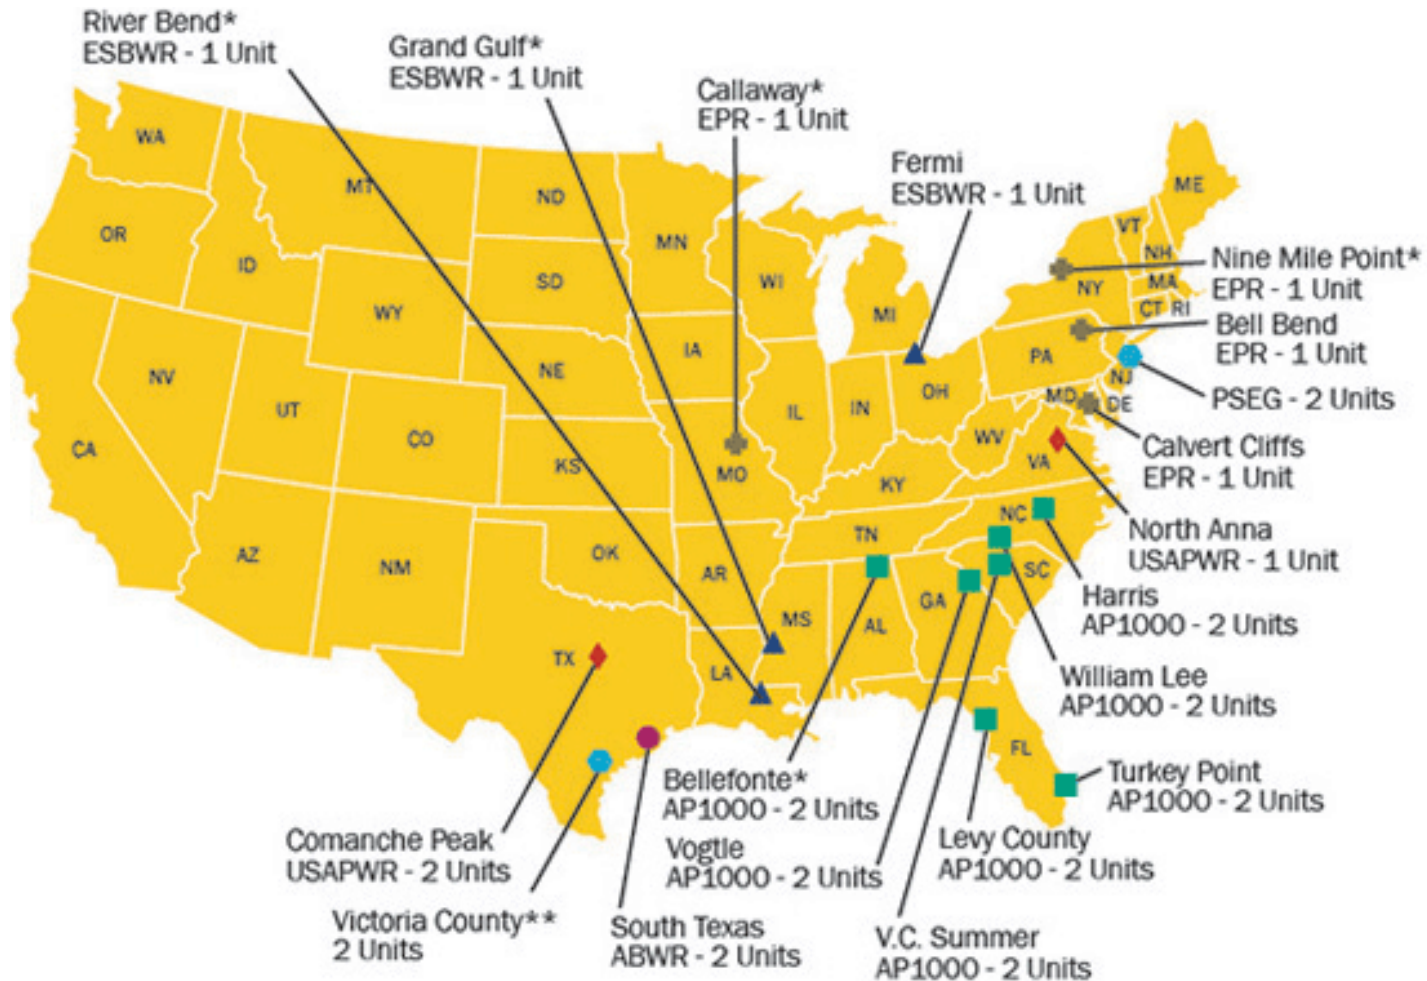 River Bend*
ESBWR - 1 Unit
Grand Gulf*
ESBWR - 1 Unit
Callaway*
EPR - 1 Unit
Fermi
ESBWR - 1 Unit
Nine Mile Point*
EPR - 1 Unit
Bell Bend
EPR - 1 Unit
PSEG - 2 Units
Calvert Cliffs
EPR - 1 Unit
North Anna
USAPWR - 1 Unit
Harris
AP1000 - 2 Units
William Lee
AP1000 - 2 Units
Turkey Point
AP1000 - 2 Units
Levy County
AP1000 - 2 Units
V.C. Summer
AP1000 - 2 Units
Bellefonte*
AP1000 - 2 Units
Vogtle
AP1000 - 2 Units
South Texas
ABWR - 2 Units
Comanche Peak
USAPWR - 2 Units
Victoria County**
2 Units
WA
MT
ND
MN
ME
VT
NH
OR
ID
SD
WI
MI
NY
MA
CT RI
WY
IA
PA
NJ
NV
NE
IL
IN
OH
MD
DE
UT
CO
CA
KS
MO
WV
VA
KY
NC
TN
AZ
NM
OK
AR
SC
GA
MS
AL
TX
LA
FL